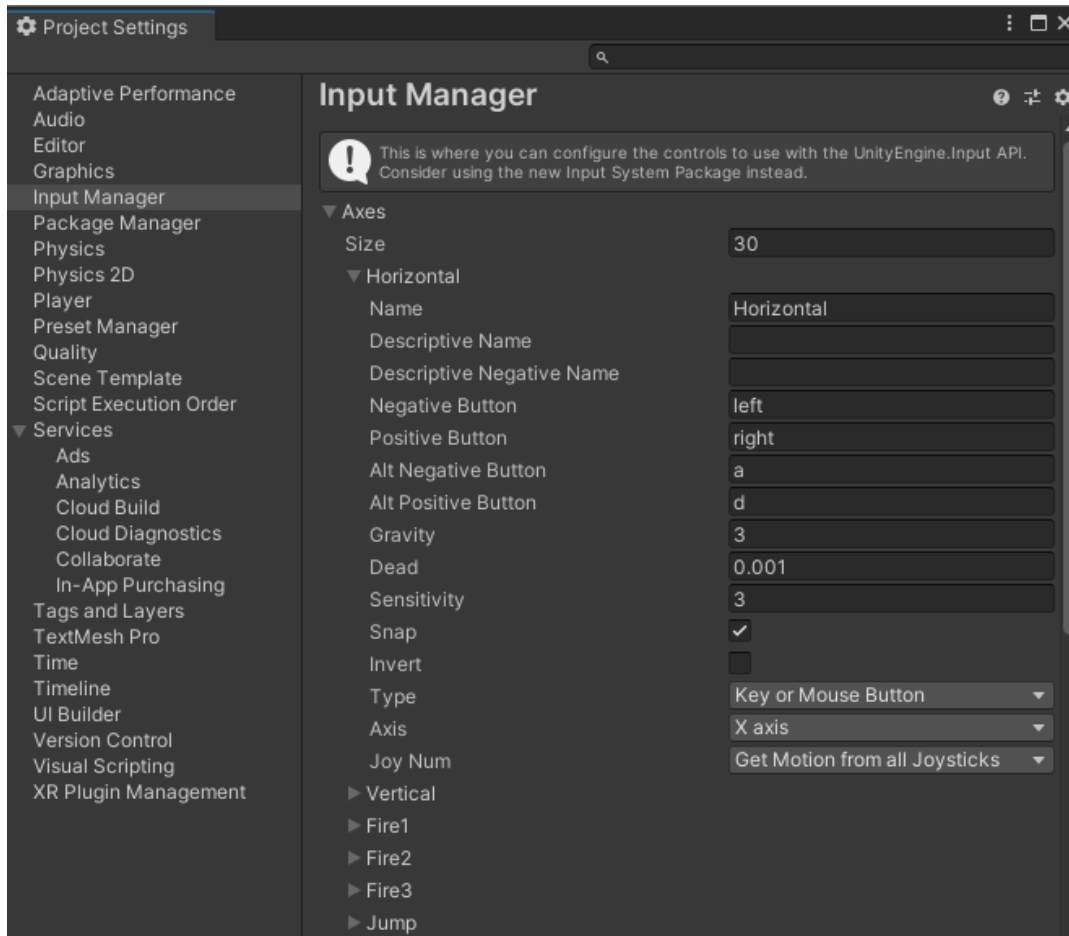 Project Settings
Adaptive Performance
Audio
Editor
Graphics
Input Manager
Package Manager
Physics
Physics 2D
Player
Preset Manager
Quality
Scene Template
Script Execution Order
Services
Ads
Analytics
Cloud Build
Cloud Diagnostics
Collaborate
In-App Purchasing
Tags and Layers
TextMesh Pro
Time
Timeline
UI Builder
Version Control
Visual Scripting
XR Plugin Management
Input Manager
This is where you can configure the controls to use with the UnityEngine.Input API.
Consider using the new Input System Package instead.
Axes
Size 30
Horizontal
Name Horizontal
Descriptive Name
Descriptive Negative Name
Negative Button left
Positive Button right
Alt Negative Button a
Alt Positive Button d
Gravity 3
Dead 0.001
Sensitivity 3
Snap
Invert
Type Key or Mouse Button
Axis X axis
Joy Num Get Motion from all Joysticks
Vertical
Fire1
Fire2
Fire3
Jump